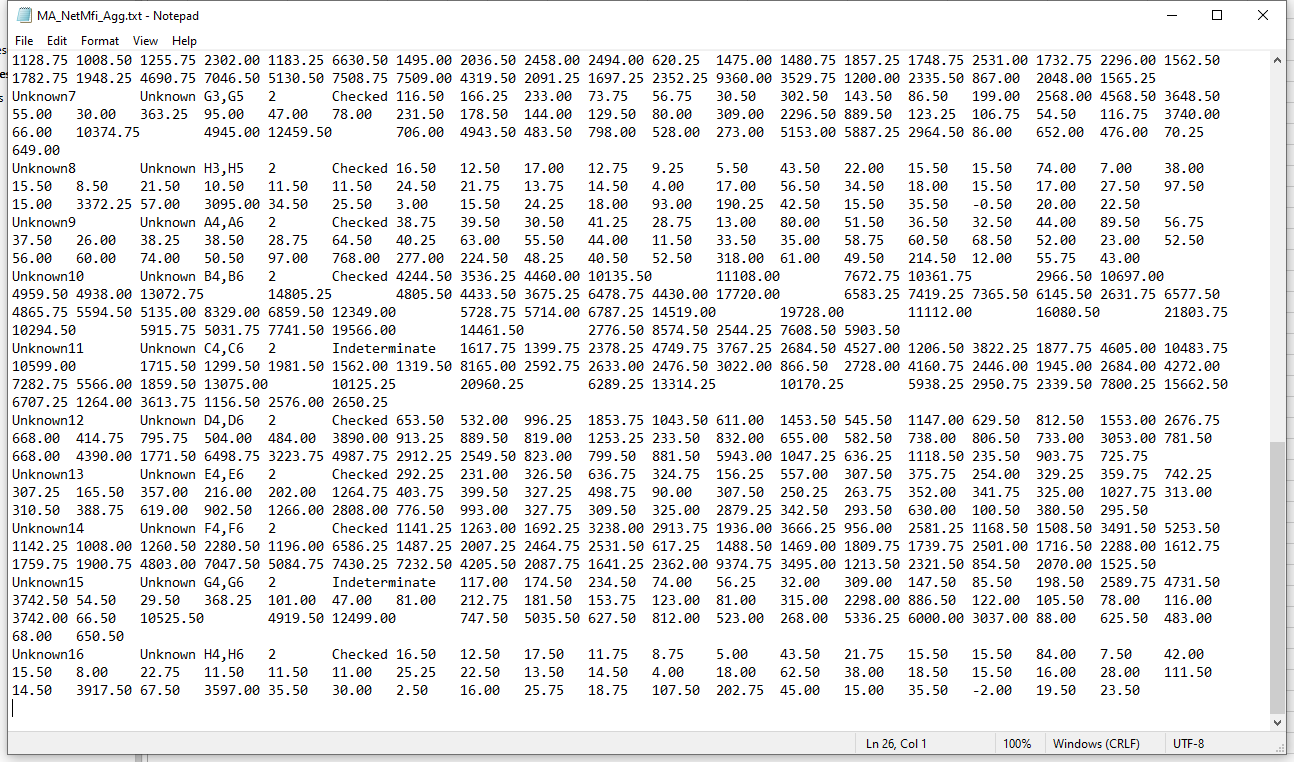 MA_NetMfi_Agg.txt - Notepad
File Edit Format View Help
1128.75 1008.50 1255.75 2302.00 1183.25 6630.50 1495.00 2036.50 2458.00 2494.00 620.25 1475.00 1480.75 1857.25 1748.75 2531.00 1732.75 2296.00 1562.50
1782.75 1948.25 4690.75 7046.50 5130.50 7508.75 7509.00 4319.50 2091.25 1697.25 2352.25 9360.00 3529.75 1200.00 2335.50 867.00 2048.00 1565.25
Unknown7 Unknown G3,G5 2 Checked 116.50 166.25 233.00 73.75 56.75 30.50 302.50 143.50 86.50 199.00 2568.00 4568.50 3648.50
55.00 30.00 363.25 95.00 47.00 78.00 231.50 178.50 144.00 129.50 80.00 309.00 2296.50 889.50 123.25 106.75 54.50 116.75 3740.00
66.00 10374.75 4945.00 12459.50 706.00 4943.50 483.50 798.00 528.00 273.00 5153.00 5887.25 2964.50 86.00 652.00 476.00 70.25
649.00
Unknown8 Unknown H3,H5 2 Checked 16.50 12.50 17.00 12.75 9.25 5.50 43.50 22.00 15.50 15.50 74.00 7.00 38.00
15.50 8.50 21.50 10.50 11.50 11.50 24.50 21.75 13.75 14.50 4.00 17.00 56.50 34.50 18.00 15.50 17.00 27.50 97.50
15.00 3372.25 57.00 3095.00 34.50 25.50 3.00 15.50 24.25 18.00 93.00 190.25 42.50 15.50 35.50 -0.50 20.00 22.50
Unknown9 Unknown A4,A6 2 Checked 38.75 39.50 30.50 41.25 28.75 13.00 80.00 51.50 36.50 32.50 44.00 89.50 56.75
37.50 26.00 38.25 38.50 28.75 64.50 40.25 63.00 55.50 44.00 11.50 33.50 35.00 58.75 60.50 68.50 52.00 23.00 52.50
56.00 60.00 74.00 50.50 97.00 768.00 277.00 224.50 48.25 40.50 52.50 318.00 61.00 49.50 214.50 12.00 55.75 43.00
Unknown10 Unknown B4,B6 2 Checked 4244.50 3536.25 4460.00 10135.50 11108.00 7672.75 10361.75 2966.50 10697.00
4959.50 4938.00 13072.75 14805.25 4805.50 4433.50 3675.25 6478.75 4430.00 17720.00 6583.25 7419.25 7365.50 6145.50 2631.75 6577.50
4865.75 5594.50 5135.00 8329.00 6859.50 12349.00 5728.75 5714.00 6787.25 14519.00 19728.00 11112.00 16080.50 21803.75
10294.50 5915.75 5031.75 7741.50 19566.00 14461.50 2776.50 8574.50 2544.25 7608.50 5903.50
Unknown11 Unknown C4,C6 2 Indeterminate 1617.75 1399.75 2378.25 4749.75 3767.25 2684.50 4527.00 1206.50 3822.25 1877.75 4605.00 10483.75
10599.00 1715.50 1299.50 1981.50 1562.00 1319.50 8165.00 2592.75 2633.00 2476.50 3022.00 866.50 2728.00 4160.75 2446.00 1945.00 2684.00 4272.00
7282.75 5566.00 1859.50 13075.00 10125.25 20960.25 6289.25 13314.25 10170.25 5938.25 2950.75 2339.50 7800.25 15662.50
6707.25 1264.00 3613.75 1156.50 2576.00 2650.25
Unknown12 Unknown D4,D6 2 Checked 653.50 532.00 996.25 1853.75 1043.50 611.00 1453.50 545.50 1147.00 629.50 812.50 1553.00 2676.75
668.00 414.75 795.75 504.00 484.00 3890.00 913.25 889.50 819.00 1253.25 233.50 832.00 655.00 582.50 738.00 806.50 733.00 3053.00 781.50
668.00 4390.00 1771.50 6498.75 3223.75 4987.75 2912.25 2549.50 823.00 799.50 881.50 5943.00 1047.25 636.25 1118.50 235.50 903.75 725.75
Unknown13 Unknown E4,E6 2 Checked 292.25 231.00 326.50 636.75 324.75 156.25 557.00 307.50 375.75 254.00 329.25 359.75 742.25
307.25 165.50 357.00 216.00 202.00 1264.75 403.75 399.50 327.25 498.75 90.00 307.50 250.25 263.75 352.00 341.75 325.00 1027.75 313.00
310.50 388.75 619.00 902.50 1266.00 2808.00 776.50 993.00 327.75 309.50 325.00 2879.25 342.50 293.50 630.00 100.50 380.50 295.50
Unknown14 Unknown F4,F6 2 Checked 1141.25 1263.00 1692.25 3238.00 2913.75 1936.00 3666.25 956.00 2581.25 1168.50 1508.50 3491.50 5253.50
1142.25 1008.00 1260.50 2280.50 1196.00 6586.25 1487.25 2007.25 2464.75 2531.50 617.25 1488.50 1469.00 1809.75 1739.75 2501.00 1716.50 2288.00 1612.75
1759.75 1900.75 4803.00 7047.50 5084.75 7430.25 7232.50 4205.50 2087.75 1641.25 2362.00 9374.75 3495.00 1213.50 2321.50 854.50 2070.00 1525.50
Unknown15 Unknown G4,G6 2 Indeterminate 117.00 174.50 234.50 74.00 56.25 32.00 309.00 147.50 85.50 198.50 2589.75 4731.50
3742.50 54.50 29.50 368.25 101.00 47.00 81.00 212.75 181.50 153.75 123.00 81.00 315.00 2298.00 886.50 122.00 105.50 78.00 116.00
3742.00 66.50 10525.50 4919.50 12499.00 747.50 5035.50 627.50 812.00 523.00 268.00 5336.25 6000.00 3037.00 88.00 625.50 483.00
68.00 650.50
Unknown16 Unknown H4,H6 2 Checked 16.50 12.50 17.50 11.75 8.75 5.00 43.50 21.75 15.50 15.50 84.00 7.50 42.00
15.50 8.00 22.75 11.50 11.50 11.00 25.25 22.50 13.50 14.50 4.00 18.00 62.50 38.00 18.50 15.50 16.00 28.00 111.50
14.50 3917.50 67.50 3597.00 35.50 30.00 2.50 16.00 25.75 18.75 107.50 202.75 45.00 15.00 35.50 -2.00 19.50 23.50
Ln 26, Col 1 100% Windows (CRLF) UTF-8